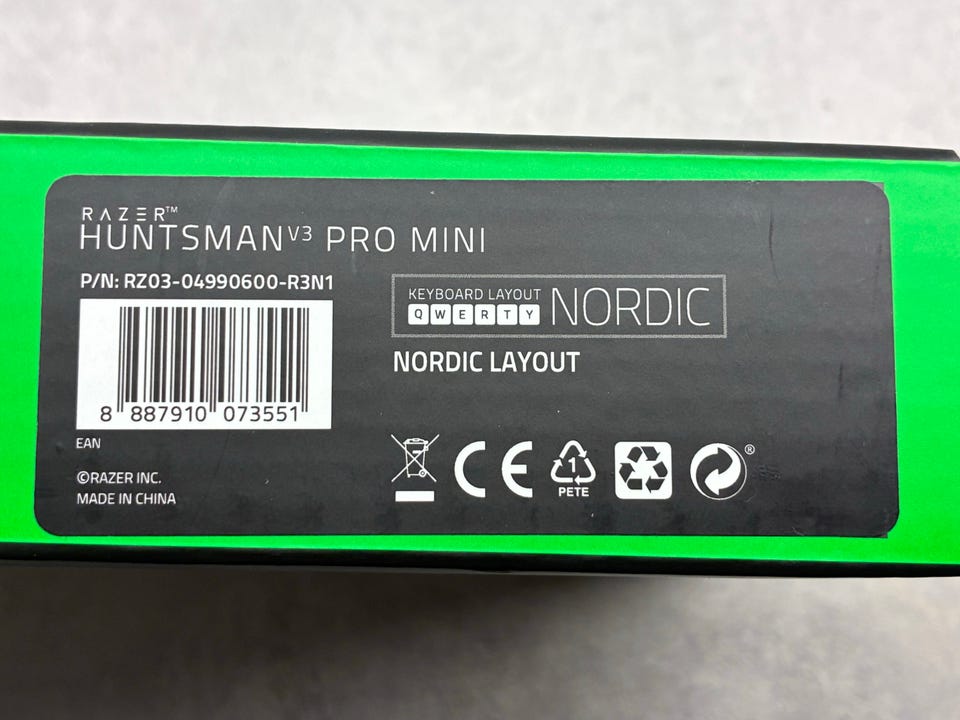 RAZER™
HUNTSMAN V3 PRO MINI
P/N: RZ03-04990600-R3N1
8 887910 073551
EAN
©RAZER INC.
MADE IN CHINA
KEYBOARD LAYOUT
QWERTY
NORDIC
NORDIC LAYOUT
CE
1
PETE
®